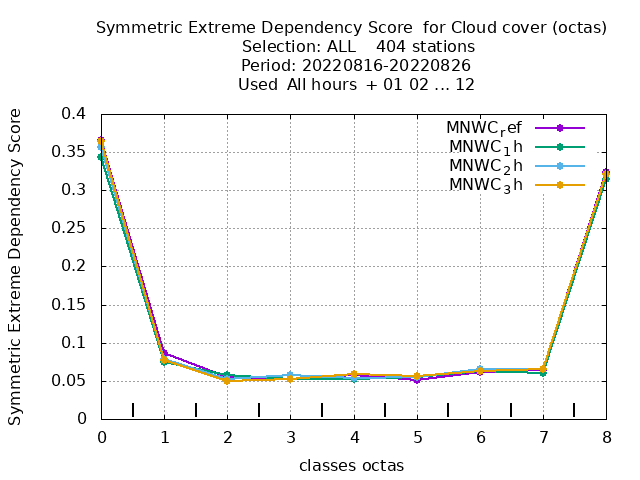 Symmetric Extreme Dependency Score  for Cloud cover (octas)
Selection: ALL    404 stations
Period: 20220816-20220826
Used  All hours  + 01 02 ... 12
MNWC_ref
MNWC_1h
MNWC_2h
MNWC_3h
Symmetric Extreme Dependency Score
0.4
0.35
0.3
0.25
0.2
0.15
0.1
0.05
0
0 1 2 3 4 5 6 7 8
classes octas